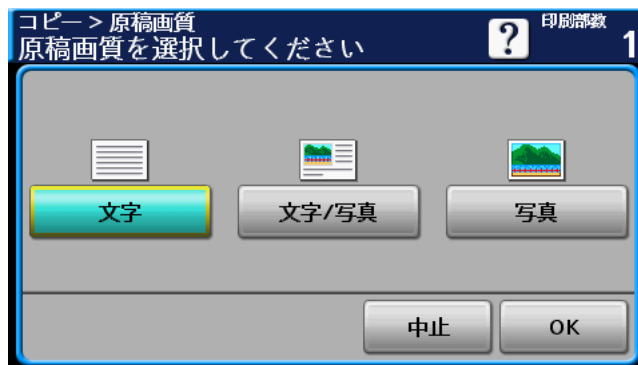 コピー > 原稿画質
原稿画質を選択してください
?
印刷部数
1
文字
文字/写真
写真
中止
OK